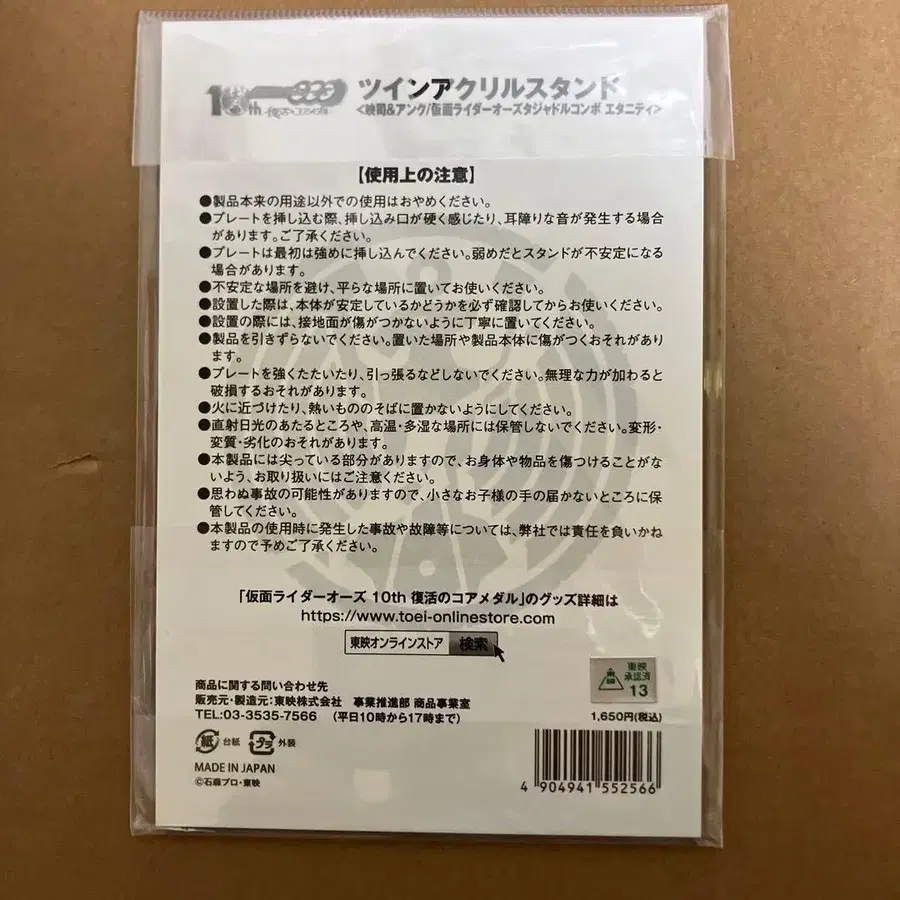 10th
復活のコアメダル
ツインアクリルスタンド
<映司&アンク/仮面ライダーオーズタジャドルコンボ エタニティ>
【使用上の注意】
●製品本来の用途以外での使用はおやめください。
●プレートを挿し込む際、挿し込み口が硬く感じたり、耳障りな音が発生する場合
があります。ご了承ください。
●プレートは最初は強めに挿し込んでください。弱めだとスタンドが不安定になる
場合があります。
●不安定な場所を避け、平らな場所に置いてお使いください。
●設置した際は、本体が安定しているかどうかを必ず確認してからお使いください。
●設置の際には、接地面が傷がつかないように丁寧に置いてください。
●製品を引きずらないでください。置いた場所や製品本体に傷がつくおそれがあり
ます。
●プレートを強くたたいたり、引っ張るなどしないでください。無理な力が加わると
破損するおそれがあります。
●火に近づけたり、熱いもののそばに置かないようにしてください。
●直射日光のあたるところや、高温・多湿な場所には保管しないでください。変形・
変質・劣化のおそれがあります。
●本製品には尖っている部分がありますので、お身体や物品を傷つけることがな
いよう、お取り扱いにはご注意ください。
●思わぬ事故の可能性がありますので、小さなお子様の手の届かないところに保
管してください。
●本製品の使用時に発生した事故や故障等については、弊社では責任を負いかね
ますので予めご了承ください。
「仮面ライダーオーズ 10th 復活のコアメダル」のグッズ詳細は
https://www.toei-onlinestore.com
東映オンラインストア 検索
商品に関する問い合わせ先
販売元・製造元：東映株式会社 事業推進部 商品事業室
TEL:03-3535-7566 （平日10時から17時まで）
紙 台紙 プラ 外装
MADE IN JAPAN
©石森プロ・東映
東映
承認済
13
1,650円(税込)
4 904941 552566